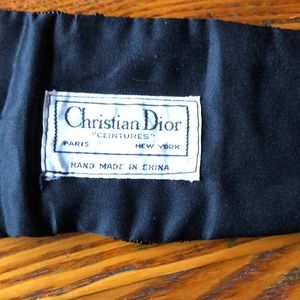 Christian Dior
"CEINTURES"
PARIS NEW YORK
HAND MADE IN CHINA